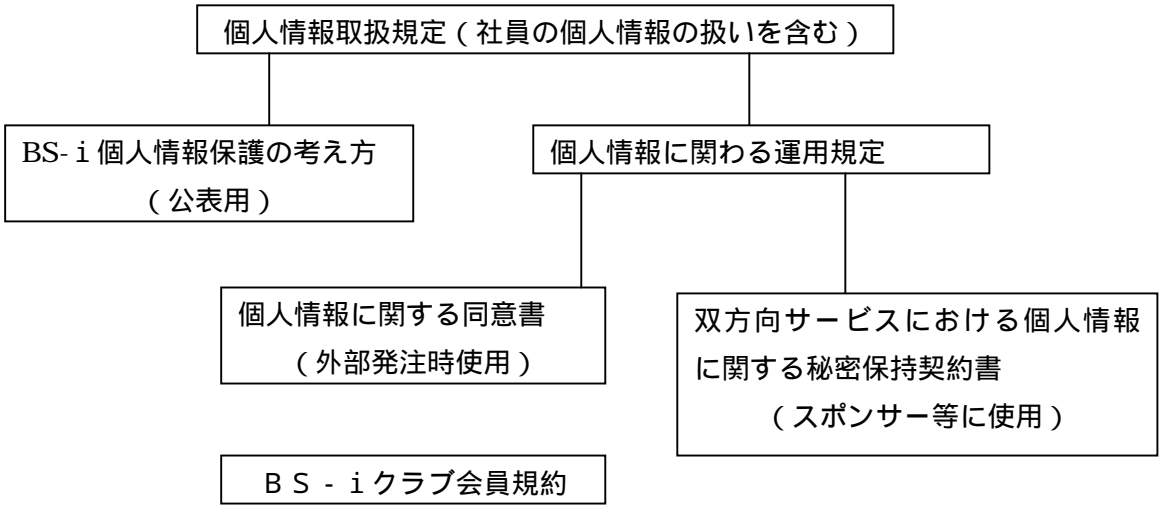 個人情報取扱規定（社員の個人情報の扱いを含む）
BS-ｉ個人情報保護の考え方
（公表用）
個人情報に関わる運用規定
個人情報に関する同意書
（外部発注時使用）
双方向サービスにおける個人情報
に関する秘密保持契約書
（スポンサー等に使用）
ＢＳ-ｉクラブ会員規約